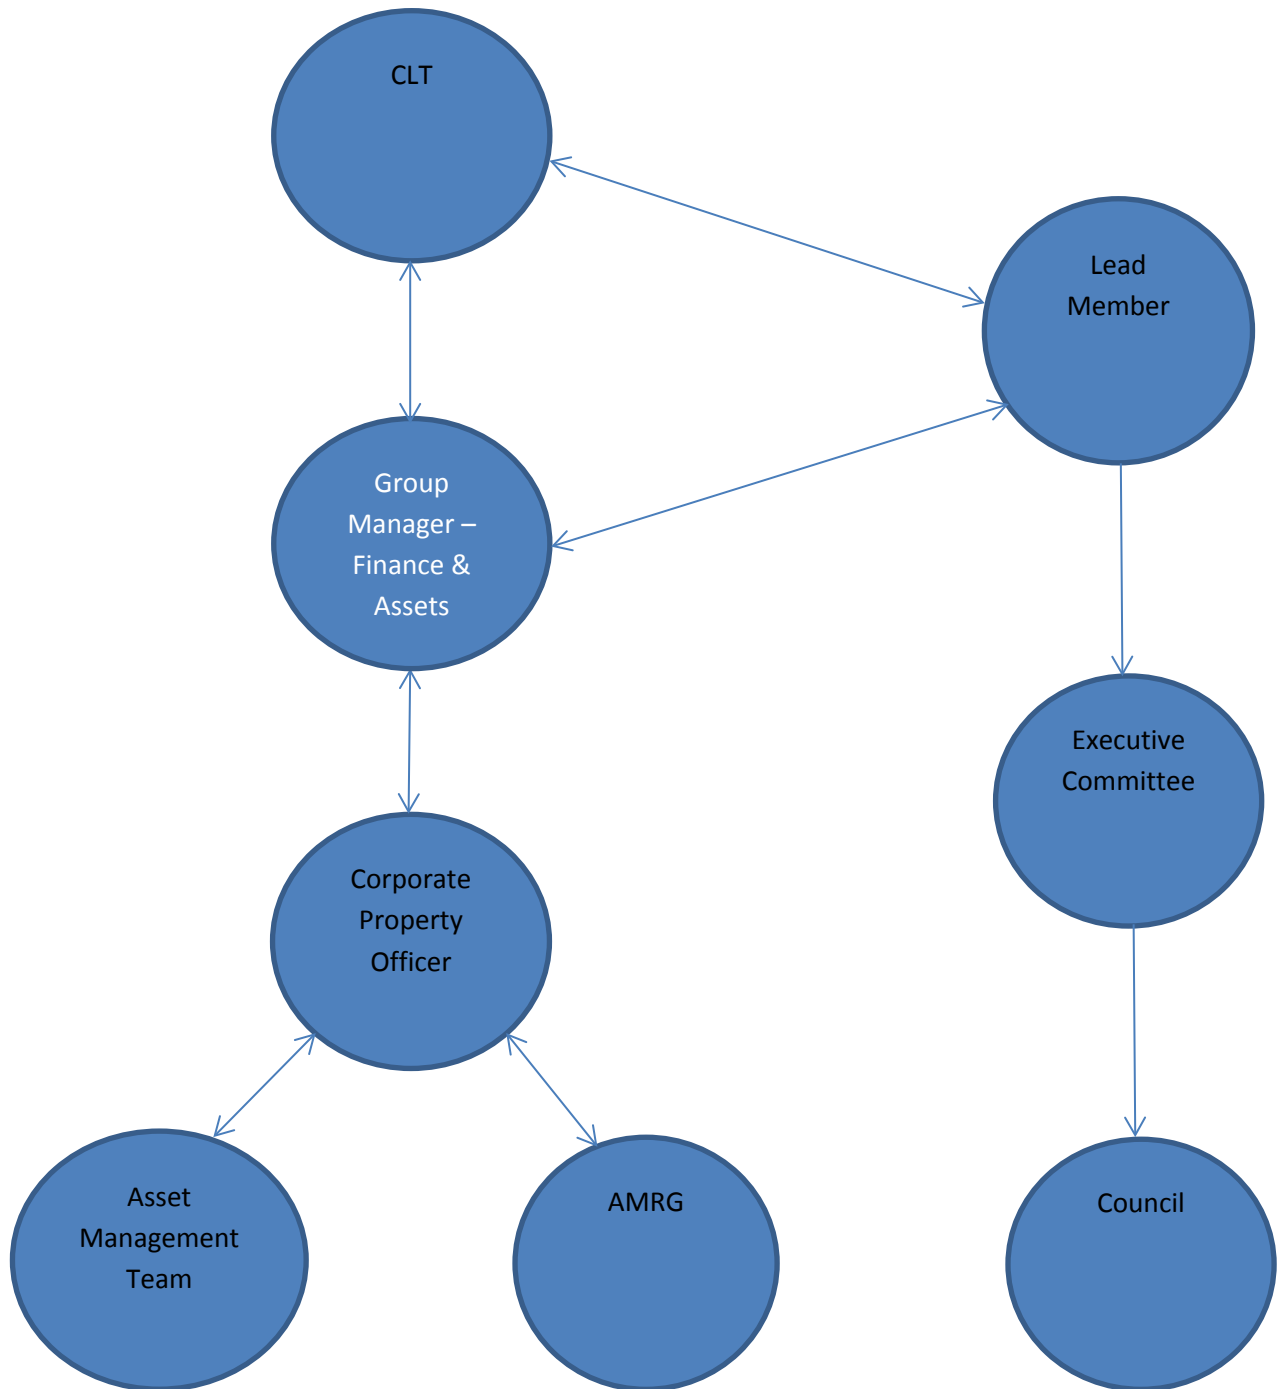 CLT
Lead
Member
Group
Manager –
Finance &
Assets
Executive
Committee
Corporate
Property
Officer
Asset
Management
Team
AMRG
Council